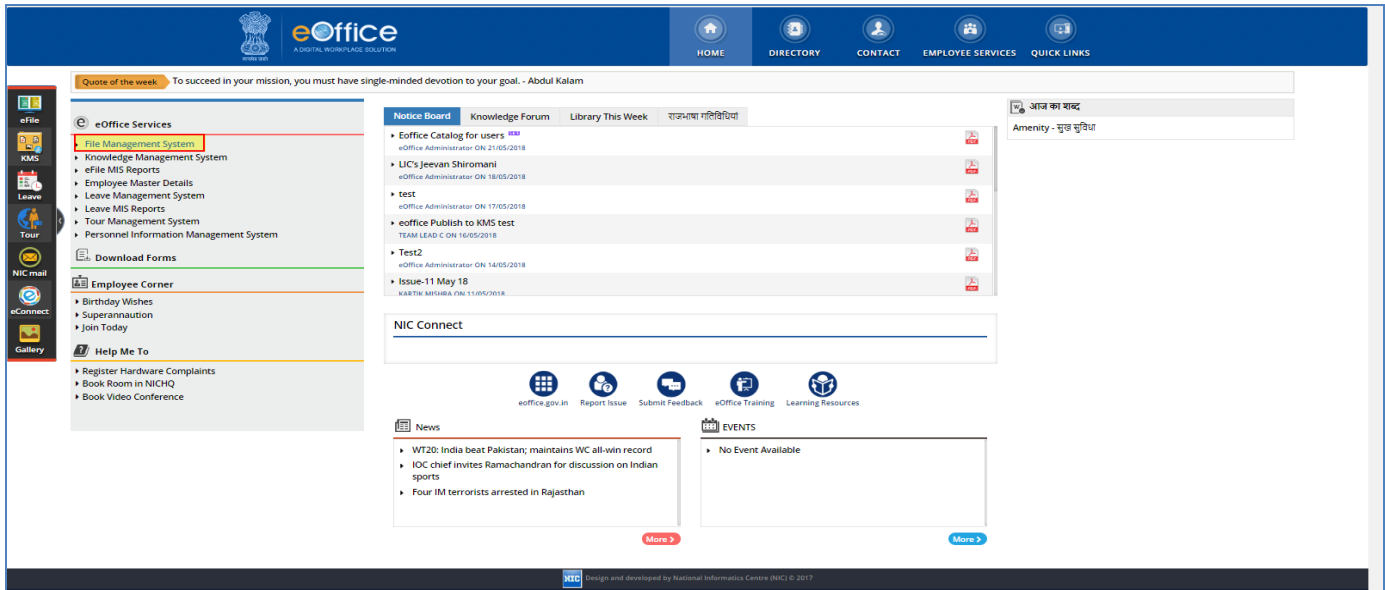 eOffice
A DIGITAL WORKPLACE SOLUTION
सत्यमेव जयते
HOME
DIRECTORY
CONTACT
EMPLOYEE SERVICES
QUICK LINKS
Quote of the week
To succeed in your mission, you must have single-minded devotion to your goal. - Abdul Kalam
eFile
KMS
Leave
Tour
NIC mail
eConnect
Gallery
eOffice Services
File Management System
Knowledge Management System
eFile MIS Reports
Employee Master Details
Leave Management System
Leave MIS Reports
Tour Management System
Personnel Information Management System
Download Forms
Employee Corner
Birthday Wishes
Superannaution
Join Today
Help Me To
Register Hardware Complaints
Book Room in NICHQ
Book Video Conference
Notice Board
Knowledge Forum
Library This Week
राजभाषा गतिविधियां
Eoffice Catalog for users
eOffice Administrator ON 21/05/2018
LIC's Jeevan Shiromani
eOffice Administrator ON 18/05/2018
test
eOffice Administrator ON 17/05/2018
eoffice Publish to KMS test
TEAM LEAD C ON 16/05/2018
Test2
eOffice Administrator ON 14/05/2018
Issue-11 May 18
KARTIK MISHRA ON 11/05/2018
NIC Connect
eoffice.gov.in
Report Issue
Submit Feedback
eOffice Training
Learning Resources
News
WT20: India beat Pakistan; maintains WC all-win record
IOC chief invites Ramachandran for discussion on Indian
sports
Four IM terrorists arrested in Rajasthan
More
EVENTS
No Event Available
More
आज का शब्द
Amenity - सुख सुविधा
NIC
Design and developed by National Informatics Centre (NIC) © 2017